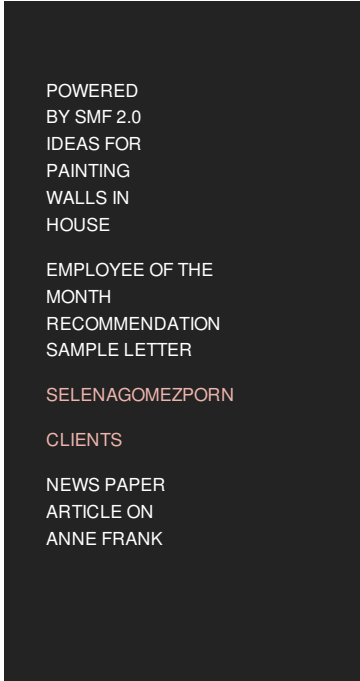 POWERED
BY SMF 2.0
IDEAS FOR
PAINTING
WALLS IN
HOUSE
EMPLOYEE OF THE
MONTH
RECOMMENDATION
SAMPLE LETTER
SELENAGOMEZPORN
CLIENTS
NEWS PAPER
ARTICLE ON
ANNE FRANK